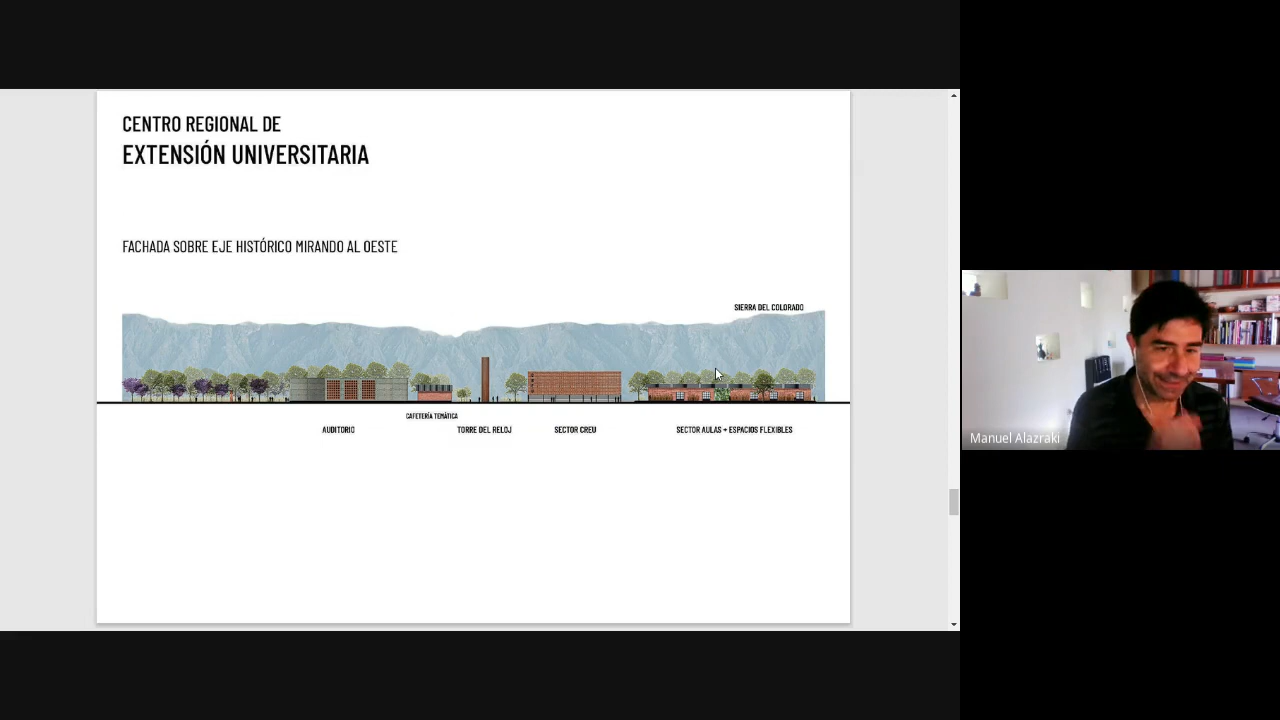 CENTRO REGIONAL DE
EXTENSIÓN UNIVERSITARIA
FACHADA SOBRE EJE HISTÓRICO MIRANDO AL OESTE
SIERRA DEL COLORADO
CAFETERÍA TEMÁTICA
AUDITORIO
TORRE DEL RELOJ
SECTOR CREU
SECTOR AULAS + ESPACIOS FLEXIBLES
Manuel Alazraki